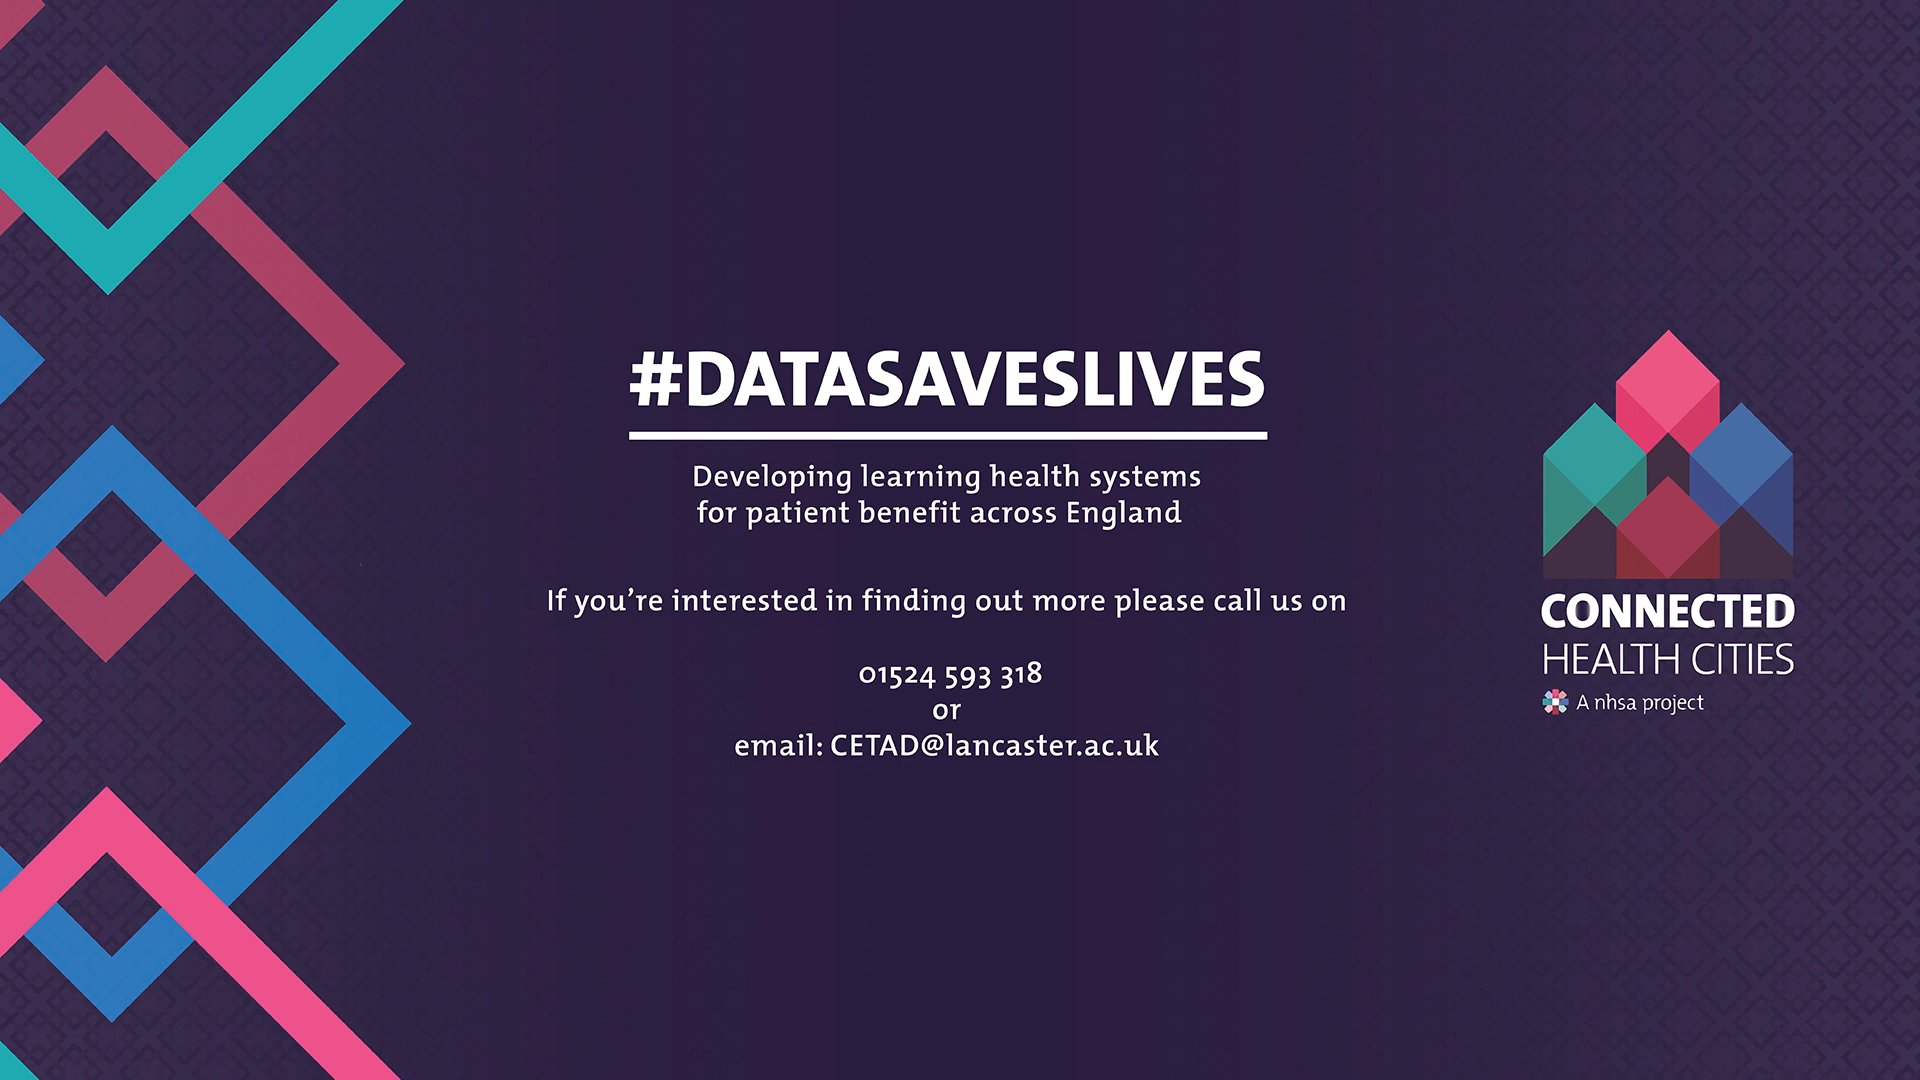 #DATASAVESLIVES
Developing learning health systems
for patient benefit across England
If you’re interested in finding out more please call us on
01524 593 318
or
email: CETAD@lancaster.ac.uk
CONNECTED
HEALTH CITIES
A nhsa project